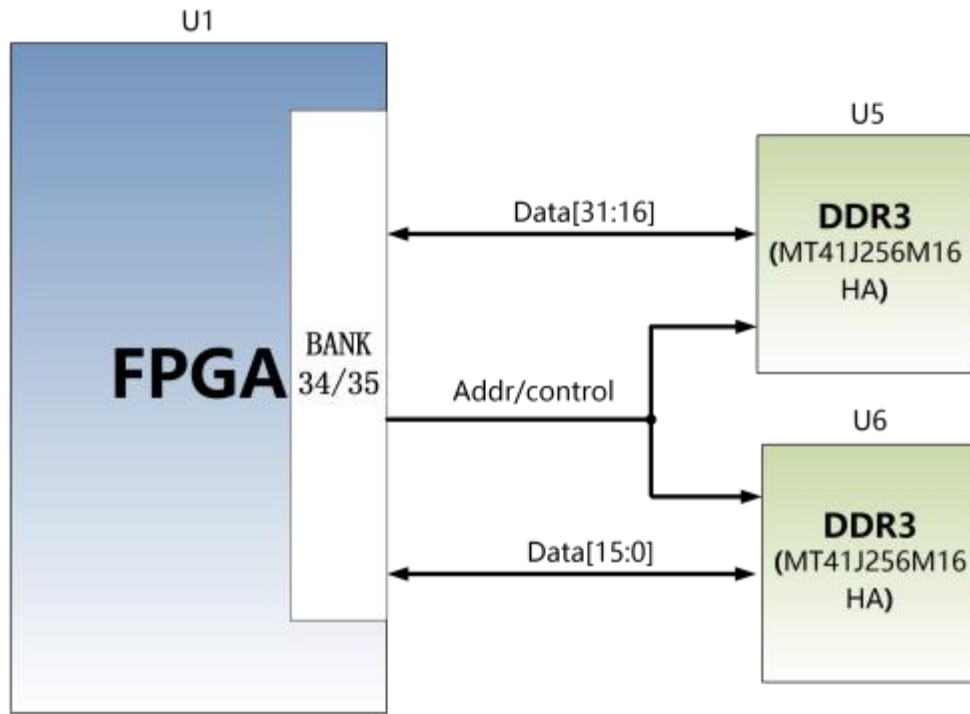 U1
FPGA
BANK
34/35
Data[31:16]
Addr/control
Data[15:0]
U5
DDR3
(MT41J256M16
HA)
U6
DDR3
(MT41J256M16
HA)